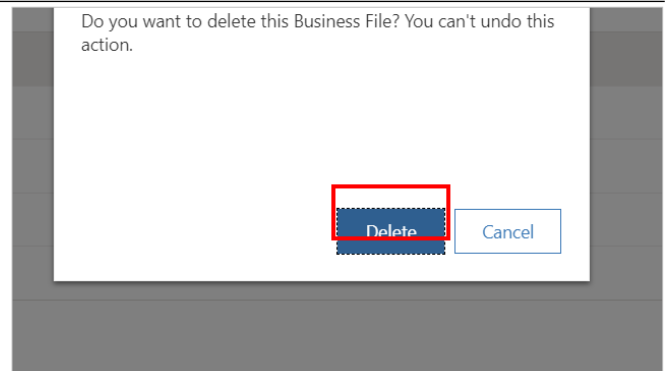 Do you want to delete this Business File? You can't undo this
action.
Delete
Cancel